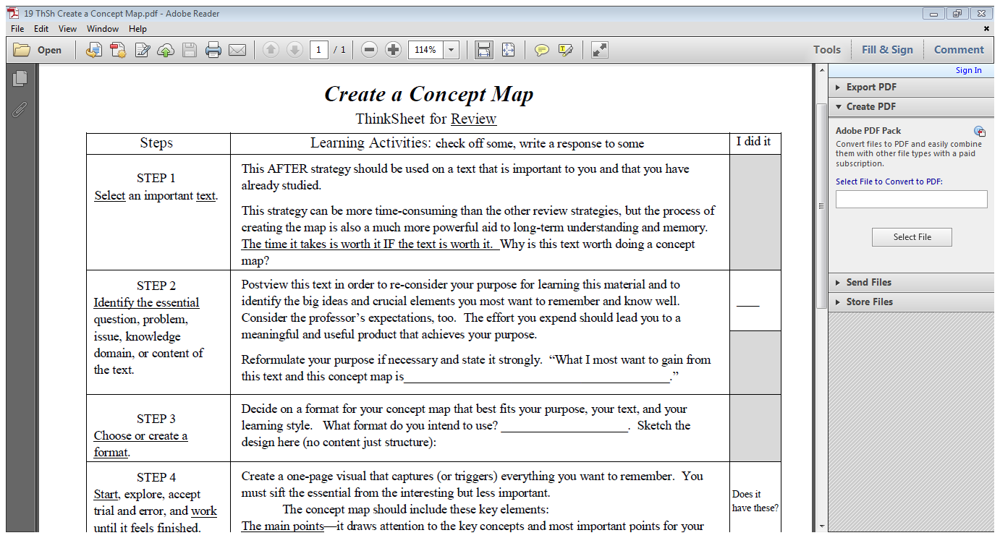 19 ThSh Create a Concept Map.pdf - Adobe Reader
File Edit View Window Help
Open 1 / 1 114% Tools Fill & Sign Comment
Sign In
Export PDF
Create PDF
Adobe PDF Pack
Convert files to PDF and easily combine
them with other file types with a paid
subscription.
Select File to Convert to PDF:
Select File
Send Files
Store Files
Create a Concept Map
ThinkSheet for Review
Steps Learning Activities: check off some, write a response to some I did it
STEP 1
Select an important text.
This AFTER strategy should be used on a text that is important to you and that you have
already studied.
This strategy can be more time-consuming than the other review strategies, but the process of
creating the map is also a much more powerful aid to long-term understanding and memory.
The time it takes is worth it IF the text is worth it. Why is this text worth doing a concept
map?
STEP 2
Identify the essential
question, problem,
issue, knowledge
domain, or content of
the text.
Postview this text in order to re-consider your purpose for learning this material and to
identify the big ideas and crucial elements you most want to remember and know well.
Consider the professor’s expectations, too. The effort you expend should lead you to a
meaningful and useful product that achieves your purpose.
____
Reformulate your purpose if necessary and state it strongly. “What I most want to gain from
this text and this concept map is__________________________________________.”
STEP 3
Choose or create a
format.
Decide on a format for your concept map that best fits your purpose, your text, and your
learning style. What format do you intend to use? ____________________. Sketch the
design here (no content just structure):
STEP 4
Start, explore, accept
trial and error, and work
until it feels finished.
Create a one-page visual that captures (or triggers) everything you want to remember. You
must sift the essential from the interesting but less important.
The concept map should include these key elements:
The main points—it draws attention to the key concepts and most important points for your
Does it
have these?